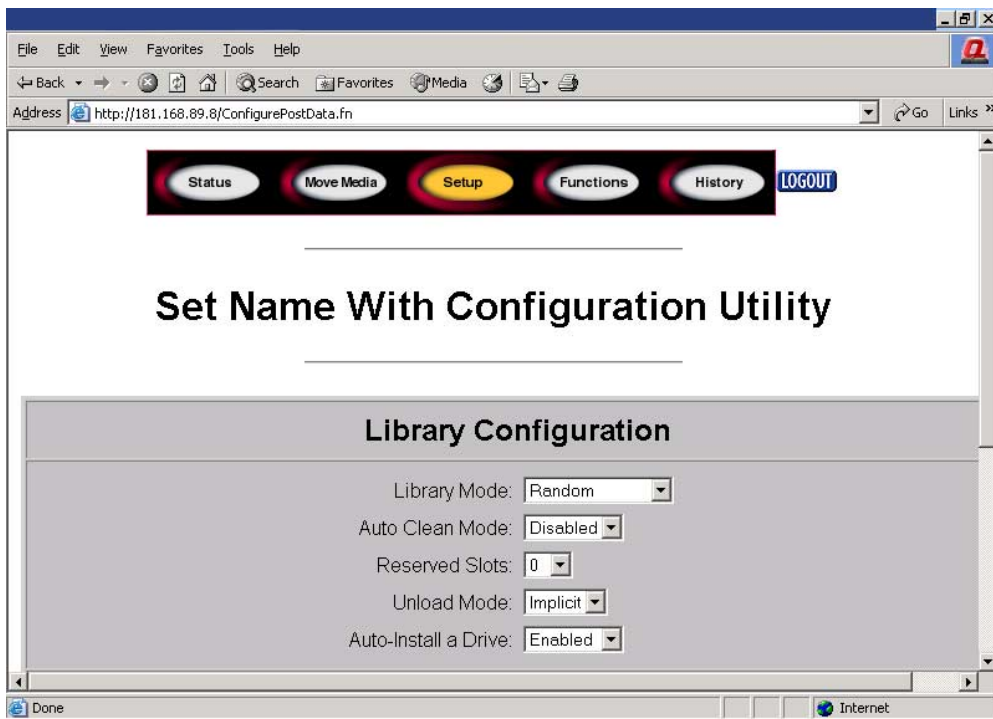 File Edit View Favorites Tools Help
Back Search Favorites Media
Address http://181.168.89.8/ConfigurePostData.fn Go Links »
Status Move Media Setup Functions History LOGOUT
Set Name With Configuration Utility
Library Configuration
Library Mode: Random
Auto Clean Mode: Disabled
Reserved Slots: 0
Unload Mode: Implicit
Auto-Install a Drive: Enabled
Done Internet